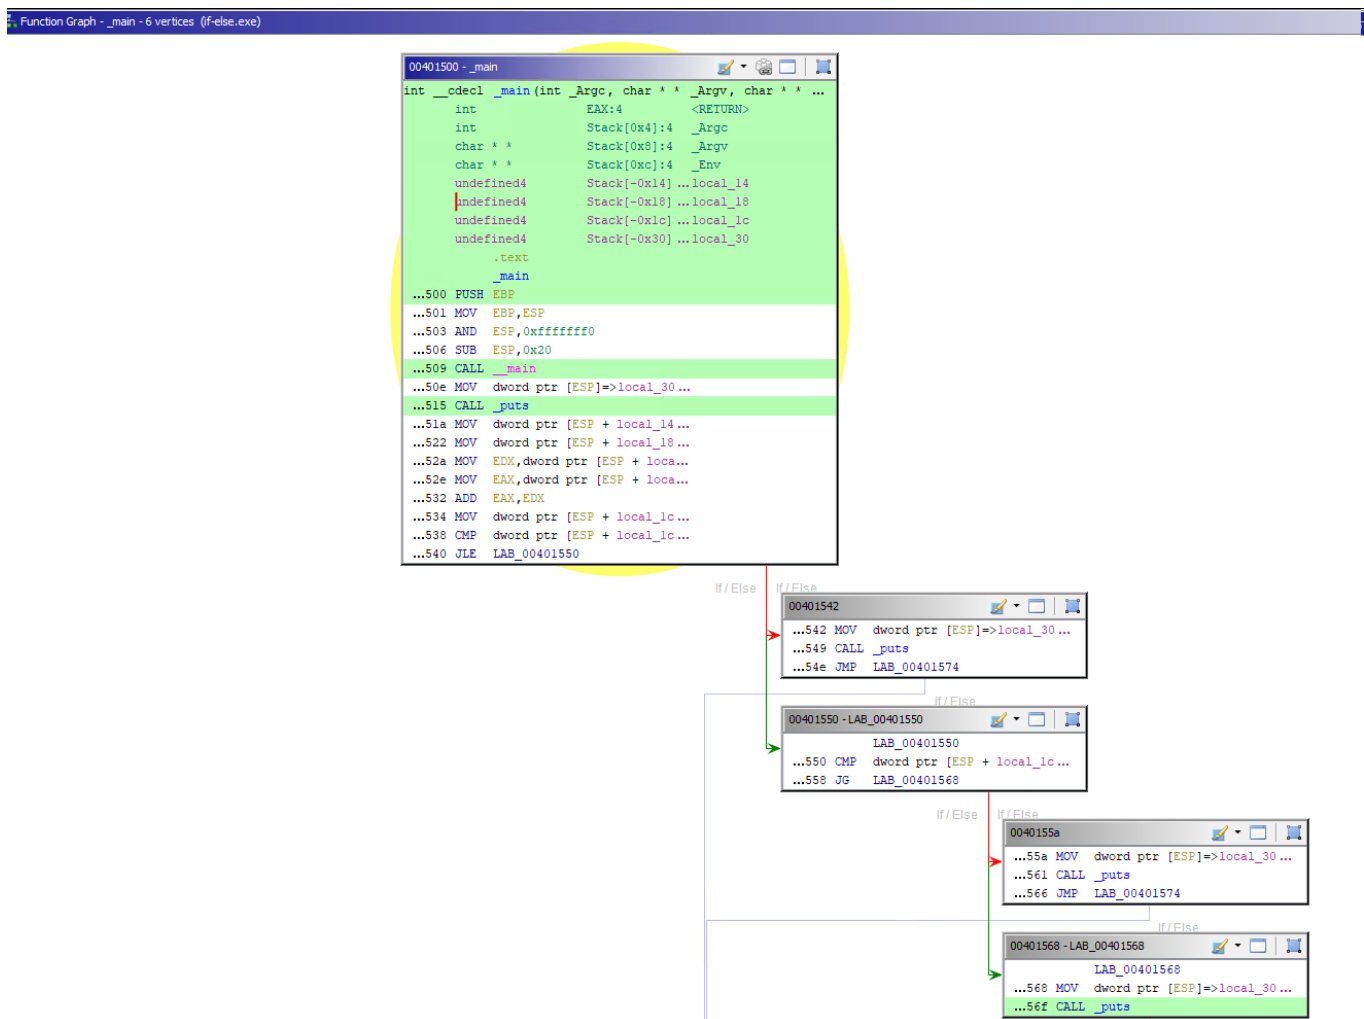 Function Graph - _main - 6 vertices (if-else.exe)
00401500 - _main
int __cdecl _main(int _Argc, char * * _Argv, char * * ...
int EAX:4 <RETURN>
int Stack[0x4]:4 _Argc
char * * Stack[0x8]:4 _Argv
char * * Stack[0xc]:4 _Env
undefined4 Stack[-0x14] ... local_14
undefined4 Stack[-0x18] ... local_18
undefined4 Stack[-0x1c] ... local_1c
undefined4 Stack[-0x30] ... local_30
.text
_main
...500 PUSH EBP
...501 MOV EBP,ESP
...503 AND ESP,0xfffffff0
...506 SUB ESP,0x20
...509 CALL __main
...50e MOV dword ptr [ESP]=>local_30...
...515 CALL _puts
...51a MOV dword ptr [ESP + local_14...
...522 MOV dword ptr [ESP + local_18...
...52a MOV EDX,dword ptr [ESP + loca...
...52e MOV EAX,dword ptr [ESP + loca...
...532 ADD EAX,EDX
...534 MOV dword ptr [ESP + local_1c...
...538 CMP dword ptr [ESP + local_1c...
...540 JLE LAB_00401550
If / Else If / Else
00401542
...542 MOV dword ptr [ESP]=>local_30...
...549 CALL _puts
...54e JMP LAB_00401574
If / Else
00401550 - LAB_00401550
LAB_00401550
...550 CMP dword ptr [ESP + local_1c...
...558 JG LAB_00401568
If / Else If / Else
0040155a
...55a MOV dword ptr [ESP]=>local_30...
...561 CALL _puts
...566 JMP LAB_00401574
If / Else
00401568 - LAB_00401568
LAB_00401568
...568 MOV dword ptr [ESP]=>local_30...
...56f CALL _puts